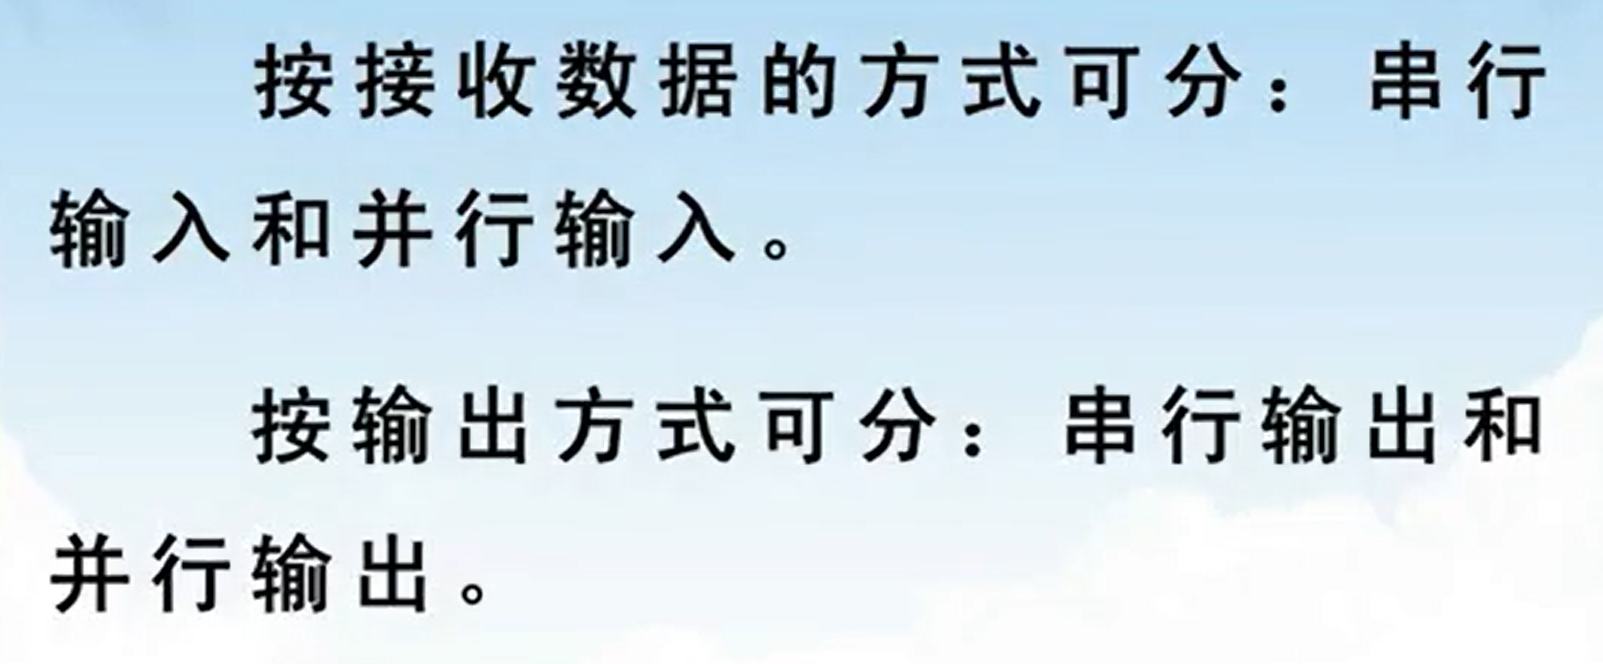 按接收数据的方式可分：串行
输入和并行输入。
按输出方式可分：串行输出和
并行输出。